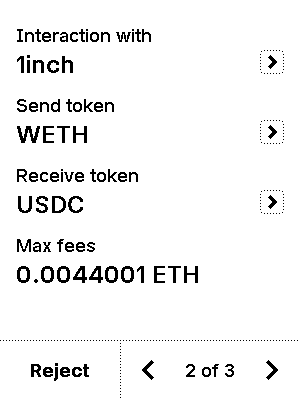 Interaction with
1inch
Send token
WETH
Receive token
USDC
Max fees
0.0044001 ETH
Reject
2 of 3